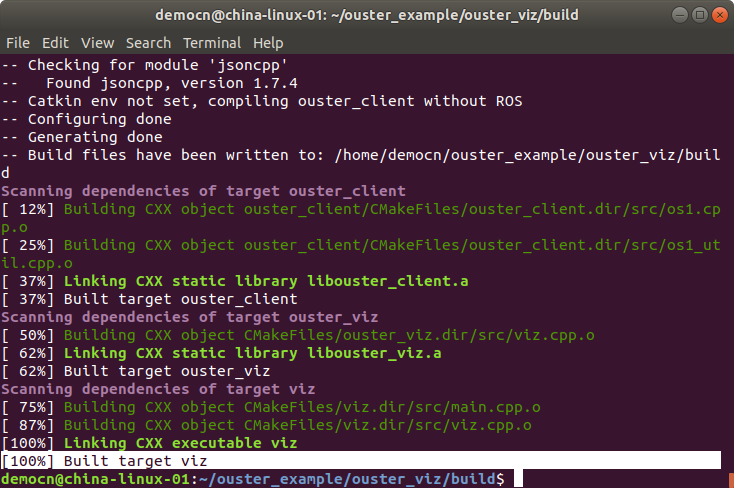 democn@china-linux-01: ~/ouster_example/ouster_viz/build
File Edit View Search Terminal Help
-- Checking for module 'jsoncpp'
--   Found jsoncpp, version 1.7.4
-- Catkin env not set, compiling ouster_client without ROS
-- Configuring done
-- Generating done
-- Build files have been written to: /home/democn/ouster_example/ouster_viz/buil
d
Scanning dependencies of target ouster_client
[ 12%] Building CXX object ouster_client/CMakeFiles/ouster_client.dir/src/os1.cp
p.o
[ 25%] Building CXX object ouster_client/CMakeFiles/ouster_client.dir/src/os1_ut
il.cpp.o
[ 37%] Linking CXX static library libouster_client.a
[ 37%] Built target ouster_client
Scanning dependencies of target ouster_viz
[ 50%] Building CXX object CMakeFiles/ouster_viz.dir/src/viz.cpp.o
[ 62%] Linking CXX static library libouster_viz.a
[ 62%] Built target ouster_viz
Scanning dependencies of target viz
[ 75%] Building CXX object CMakeFiles/viz.dir/src/main.cpp.o
[ 87%] Building CXX object CMakeFiles/viz.dir/src/viz.cpp.o
[100%] Linking CXX executable viz
[100%] Built target viz
democn@china-linux-01:~/ouster_example/ouster_viz/build$